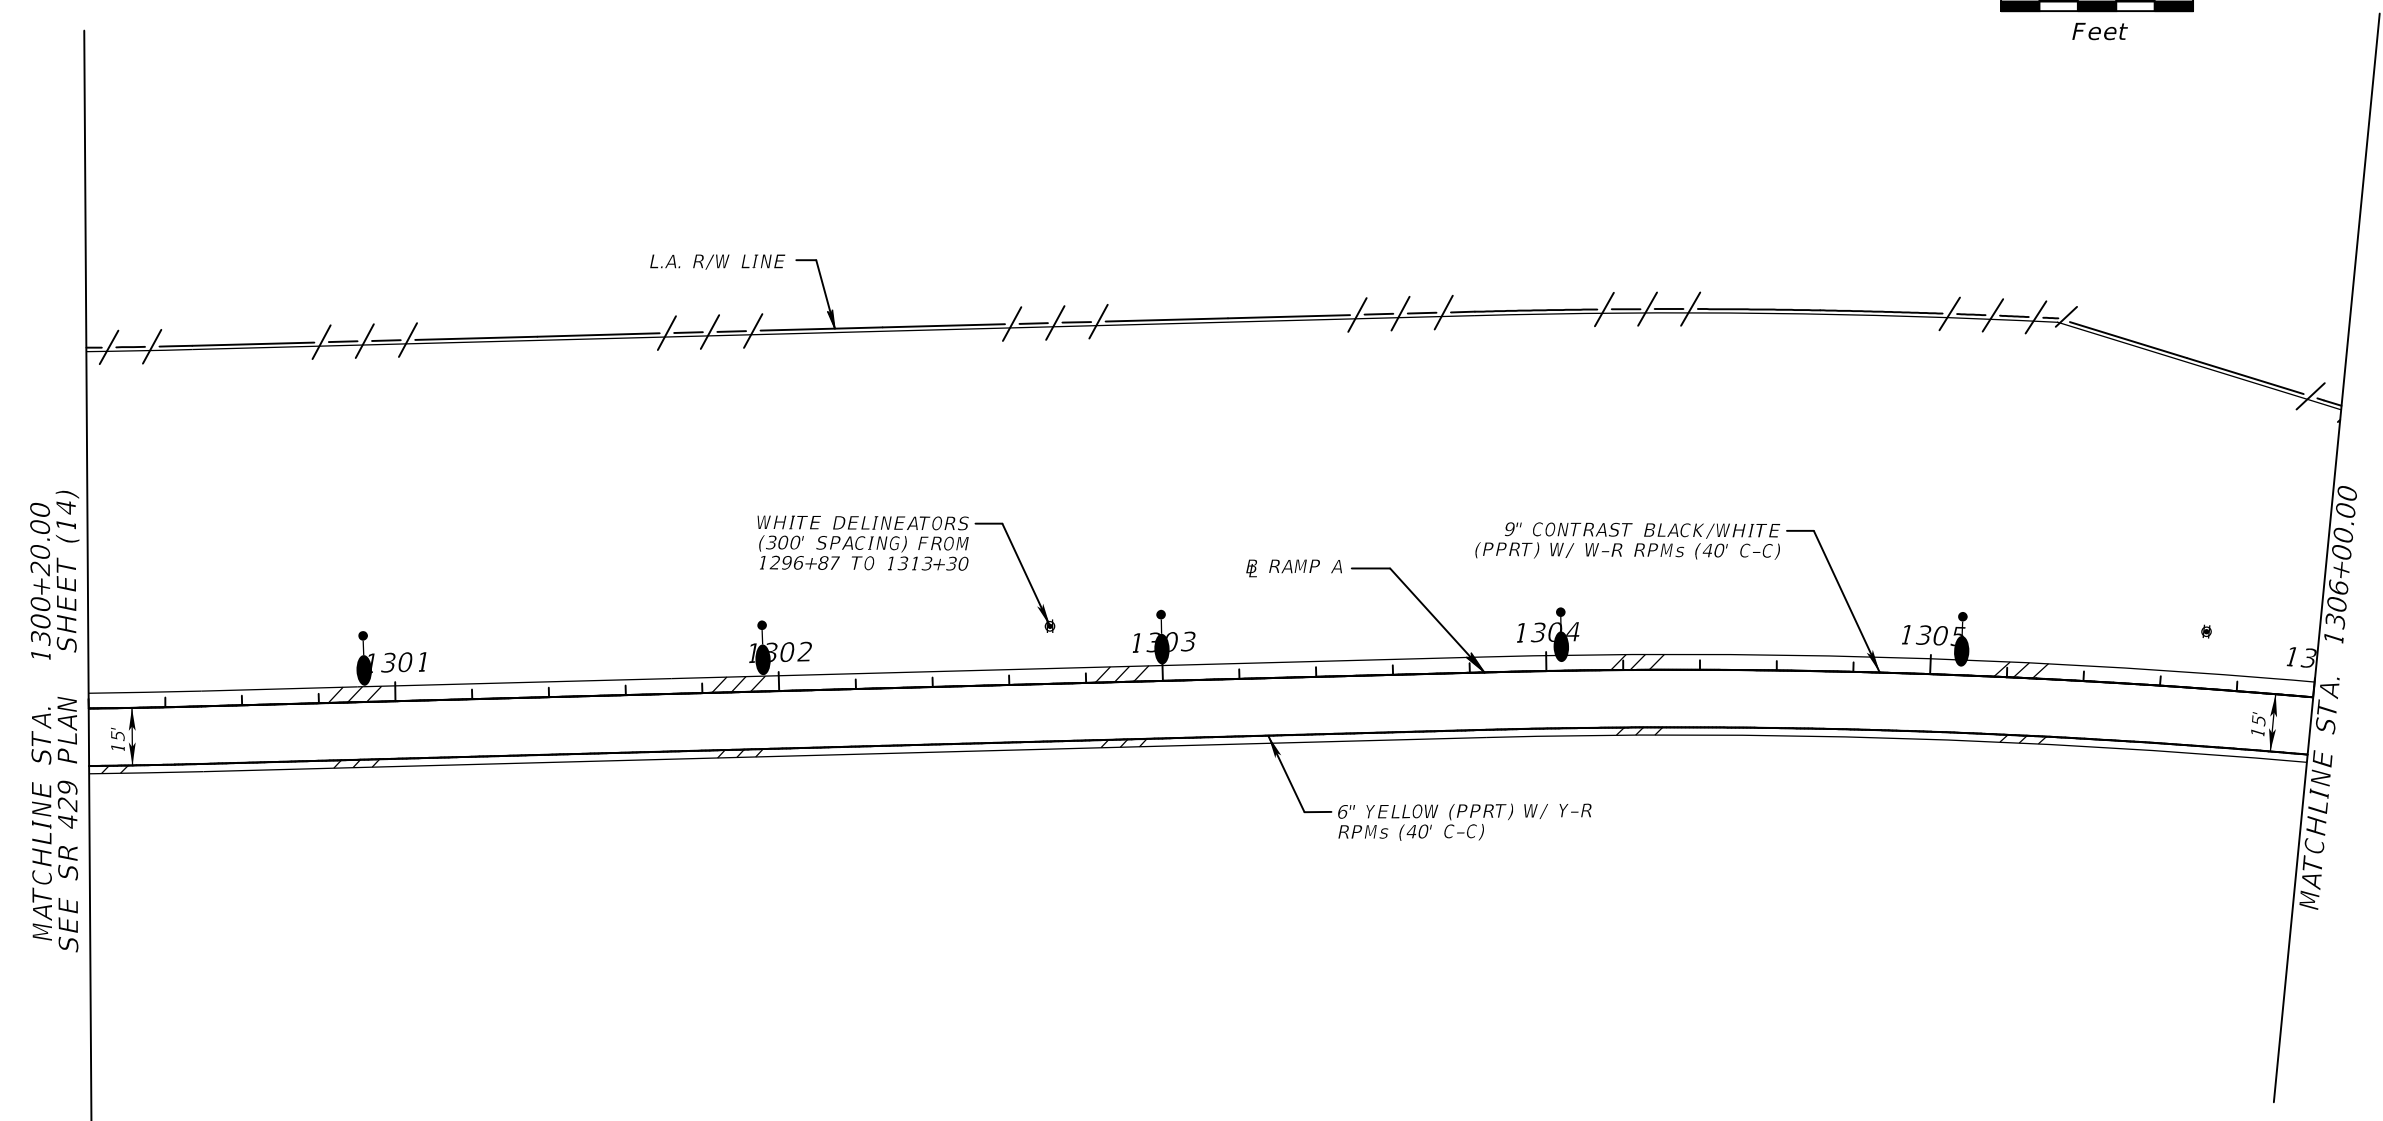 Feet
L.A. R/W LINE
WHITE DELINEATORS
(300' SPACING) FROM
1296+87 TO 1313+30
BL RAMP A
9" CONTRAST BLACK/WHITE
(PPRT) W/ W-R RPMs (40' C-C)
1301
1302
1303
1304
1305
13
15'
15'
6" YELLOW (PPRT) W/ Y-R
RPMs (40' C-C)
MATCHLINE STA. 1300+20.00
SEE SR 429 PLAN SHEET (14)
MATCHLINE STA. 1306+00.00